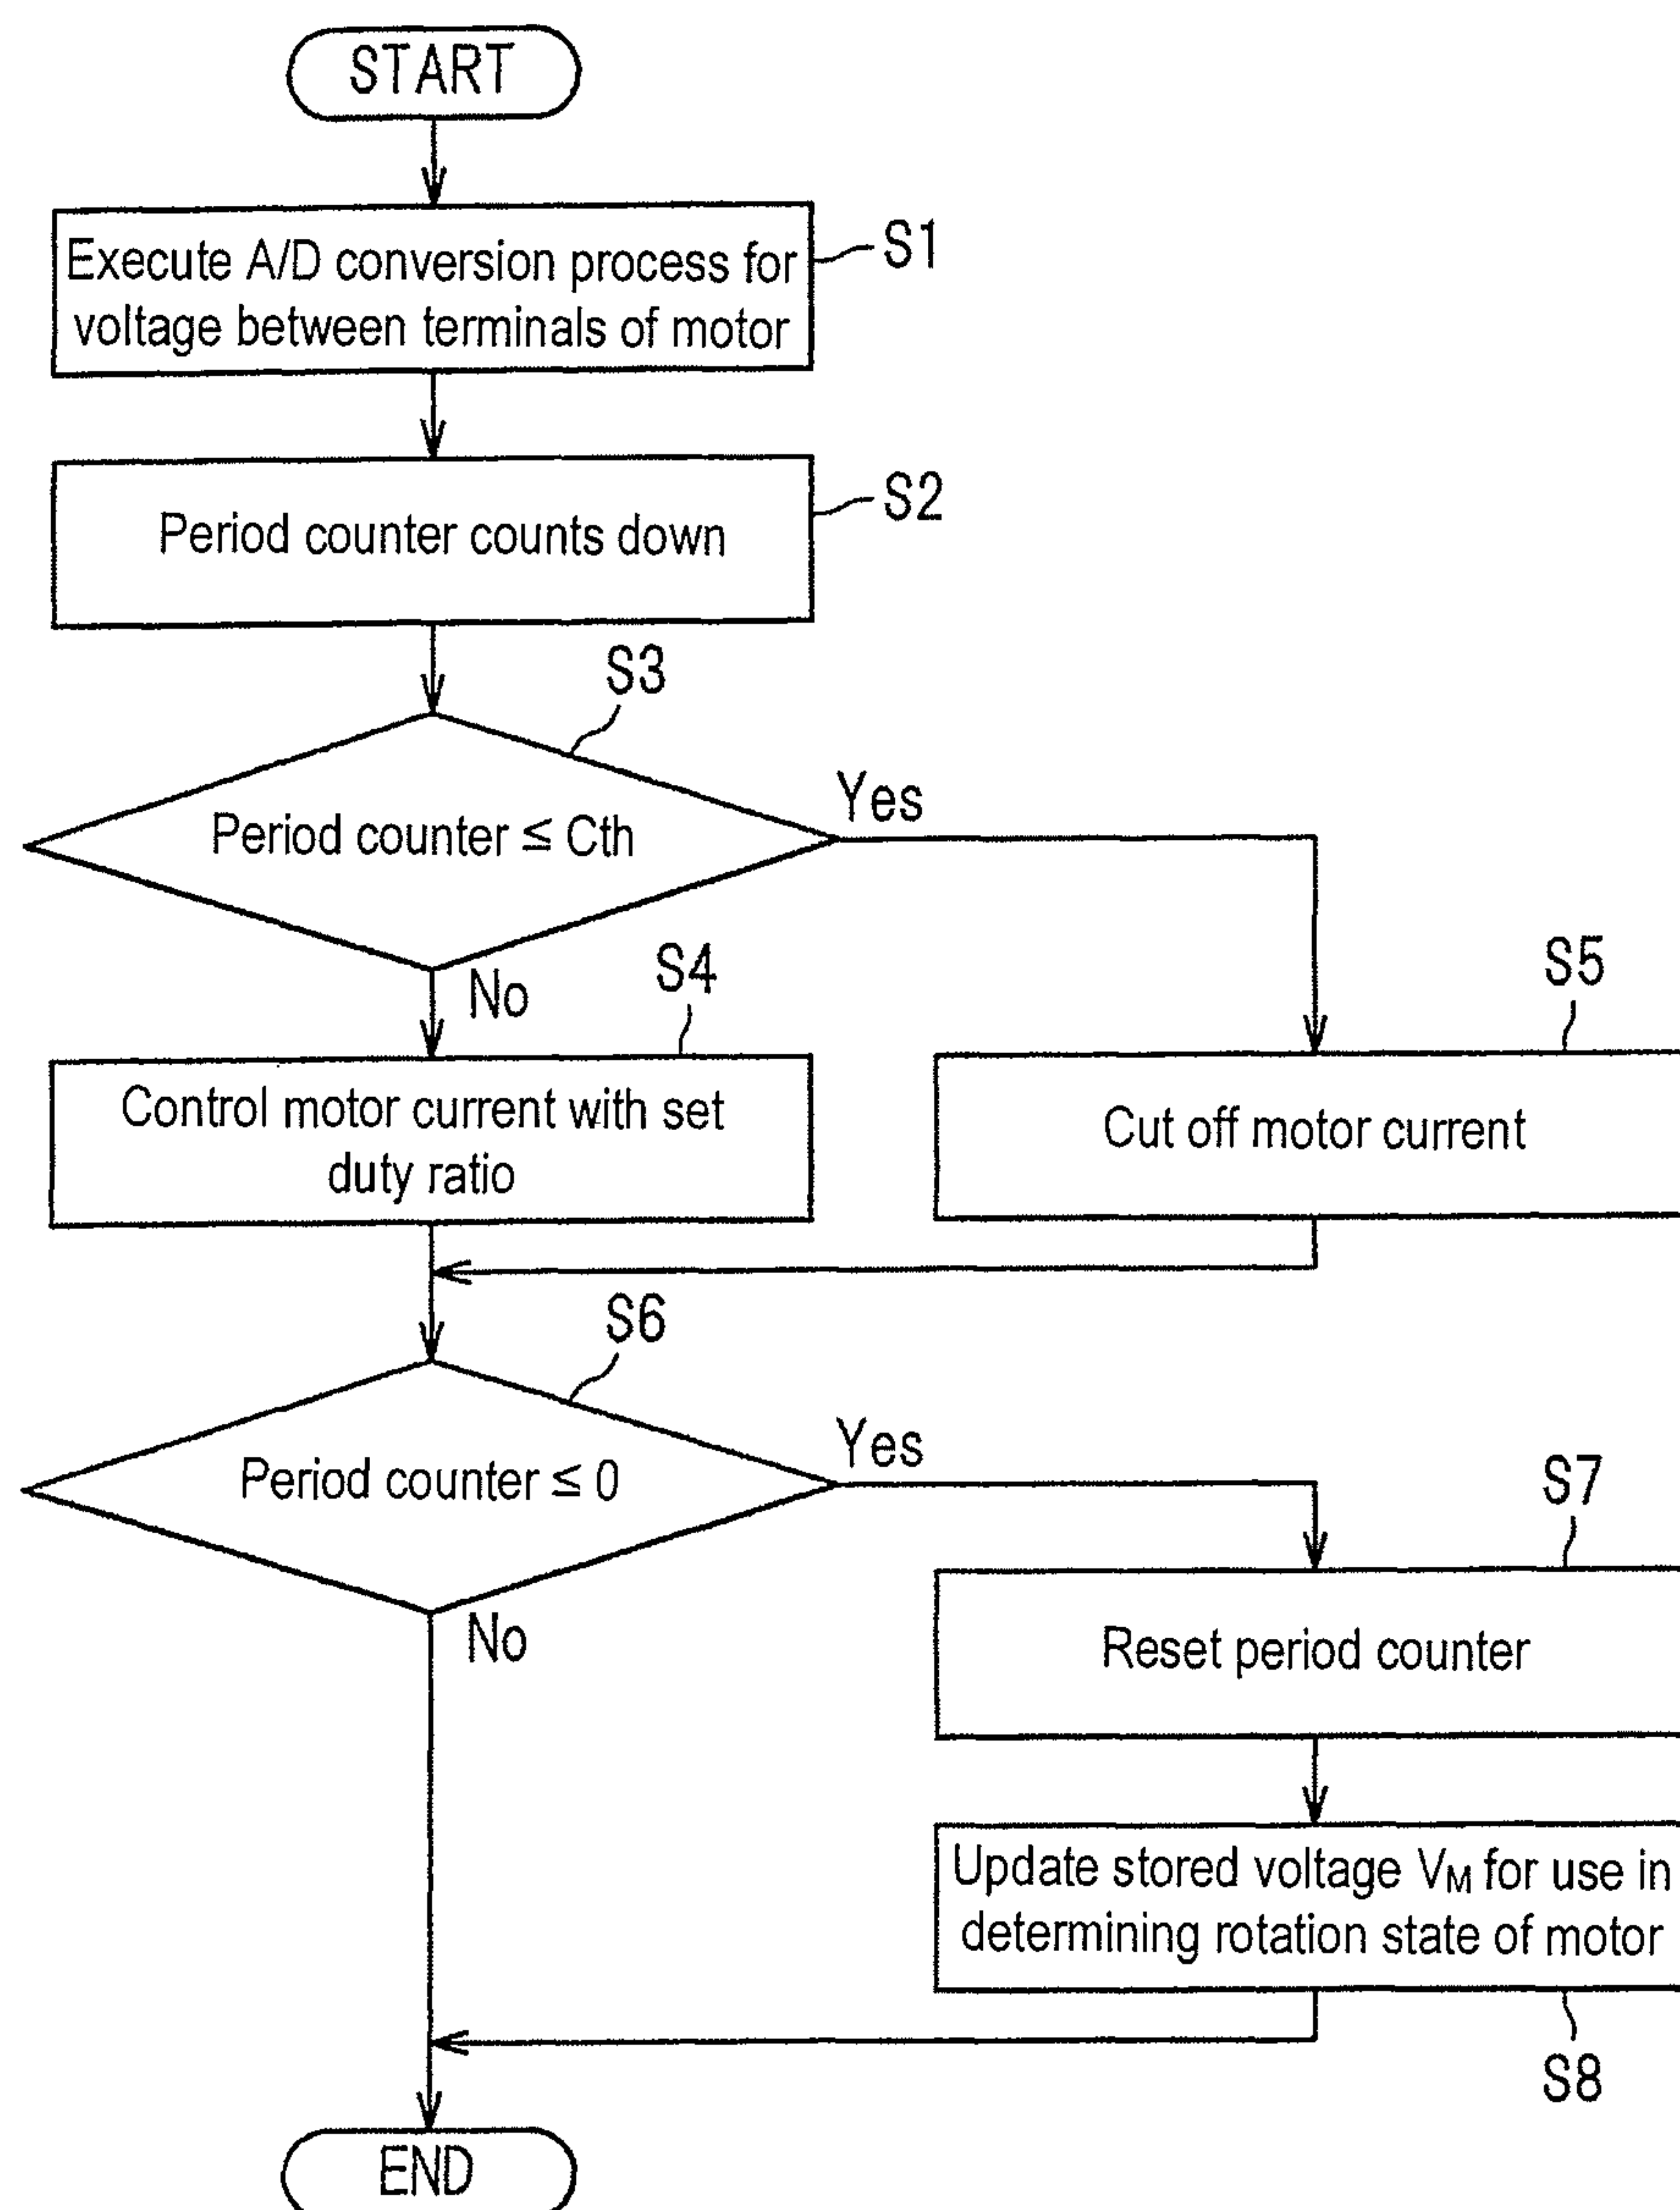 START
Execute A/D conversion process for
voltage between terminals of motor
S1
Period counter counts down
S2
S3
Period counter ≤ Cth
Yes
No
S4
Control motor current with set
duty ratio
S5
Cut off motor current
S6
Period counter ≤ 0
Yes
No
S7
Reset period counter
Update stored voltage VM for use in
determining rotation state of motor
S8
END